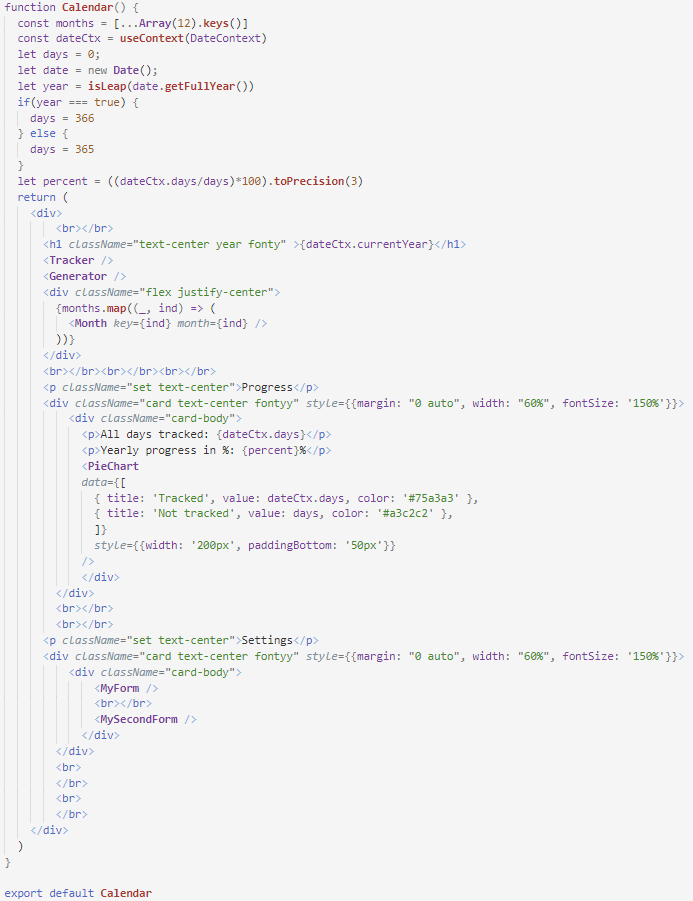 function Calendar() {
  const months = [...Array(12).keys()]
  const dateCtx = useContext(DateContext)
  let days = 0;
  let date = new Date();
  let year = isLeap(date.getFullYear())
  if(year === true) {
    days = 366
  } else {
    days = 365
  }
  let percent = ((dateCtx.days/days)*100).toPrecision(3)
  return (
    <div>
        <br></br>
      <h1 className="text-center year fonty" >{dateCtx.currentYear}</h1>
      <Tracker />
      <Generator />
      <div className="flex justify-center">
        {months.map((_, ind) => (
          <Month key={ind} month={ind} />
        ))}
      </div>
      <br></br><br></br><br></br>
      <p className="set text-center">Progress</p>
      <div className="card text-center fontyy" style={{margin: "0 auto", width: "60%", fontSize: '150%'}}>
          <div className="card-body">
            <p>All days tracked: {dateCtx.days}</p>
            <p>Yearly progress in %: {percent}%</p>
            <PieChart
            data={[
              { title: 'Tracked', value: dateCtx.days, color: '#75a3a3' },
              { title: 'Not tracked', value: days, color: '#a3c2c2' },
              ]}
              style={{width: '200px', paddingBottom: '50px'}}
            />
            </div>
        </div>
        <br></br>
        <br></br>
      <p className="set text-center">Settings</p>
      <div className="card text-center fontyy" style={{margin: "0 auto", width: "60%", fontSize: '150%'}}>
          <div className="card-body">
              <MyForm />
              <br></br>
              <MySecondForm />
            </div>
        </div>
        <br>
        </br>
        <br>
        </br>
    </div>
  )
}

export default Calendar